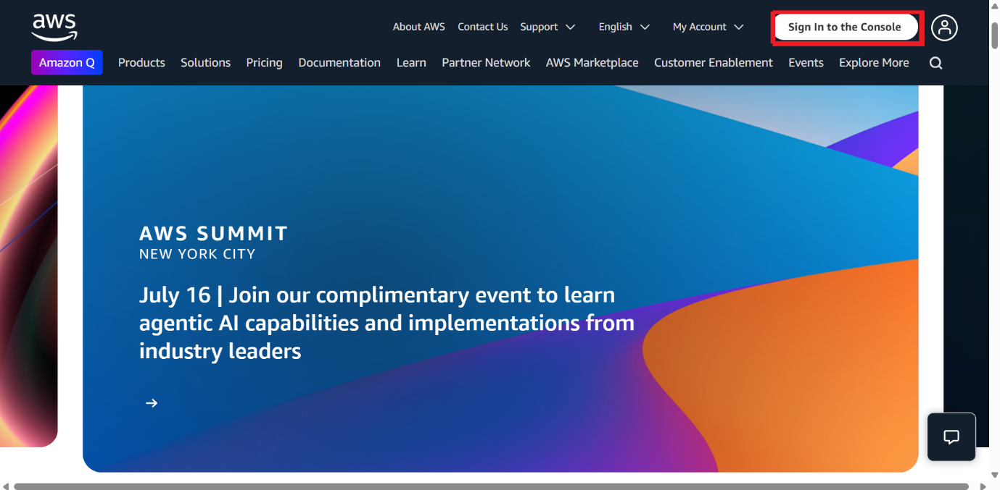 aws
About AWS Contact Us Support English My Account Sign In to the Console
Amazon Q Products Solutions Pricing Documentation Learn Partner Network AWS Marketplace Customer Enablement Events Explore More
AWS SUMMIT
NEW YORK CITY
July 16 | Join our complimentary event to learn
agentic AI capabilities and implementations from
industry leaders